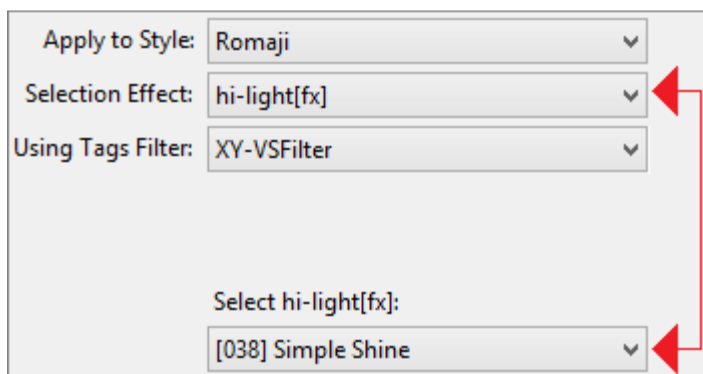 Apply to Style: Romaji
Selection Effect: hi-light[fx]
Using Tags Filter: XY-VSFilter
Select hi-light[fx]:
[038] Simple Shine